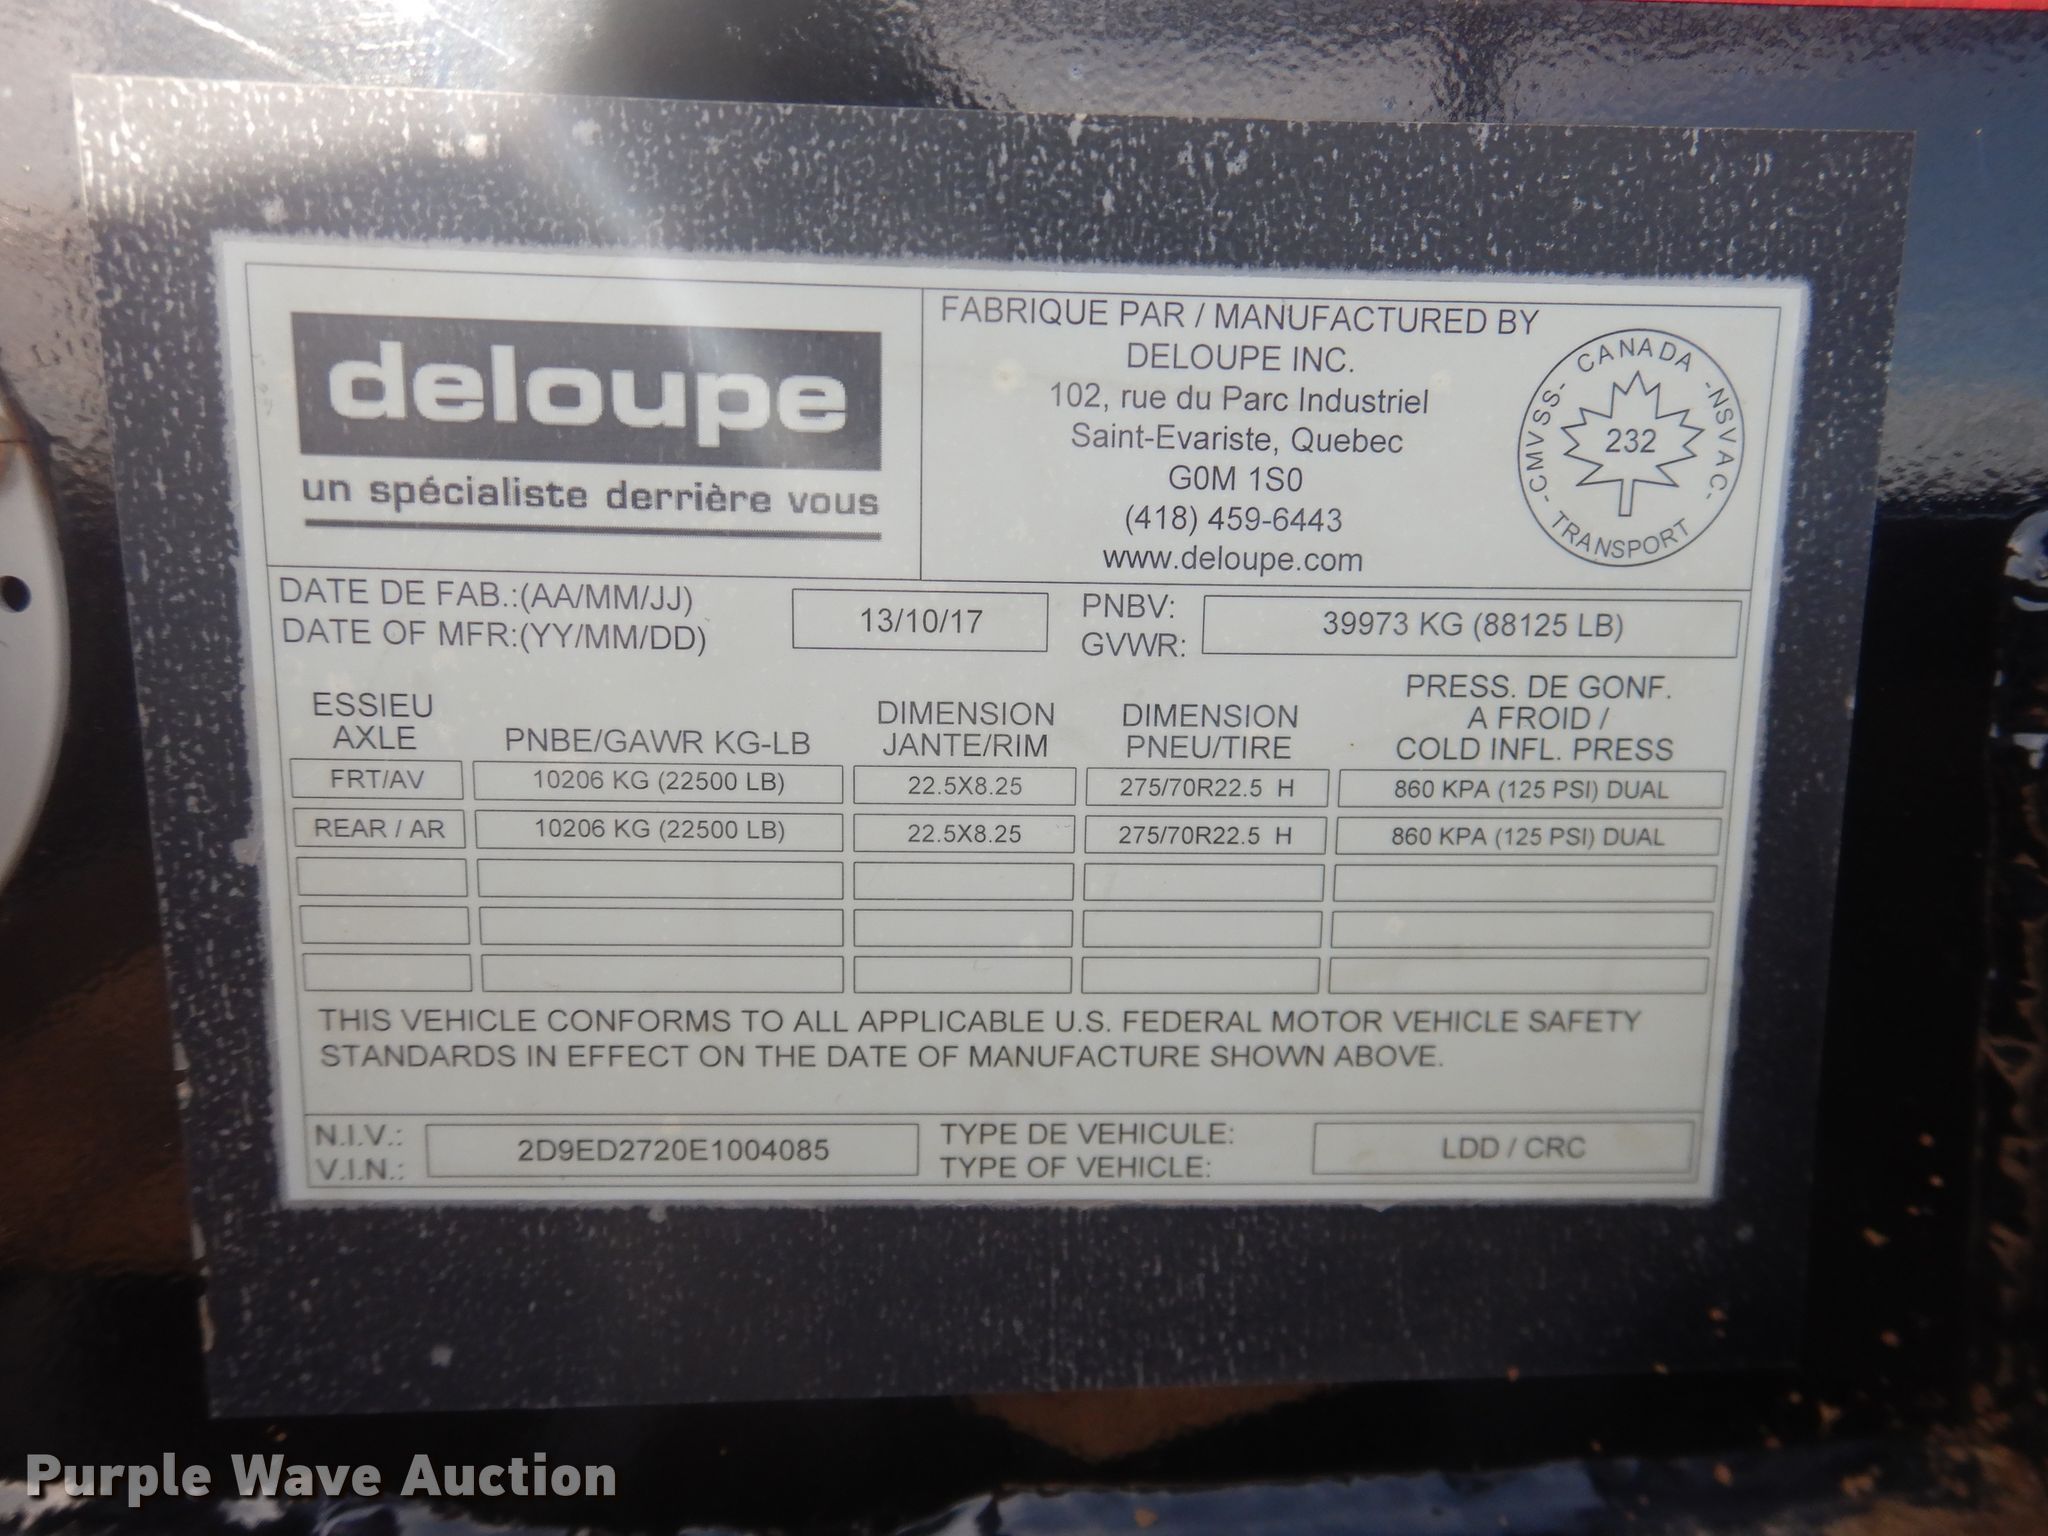 deloupe
un spécialiste derrière vous
FABRIQUE PAR / MANUFACTURED BY
DELOUPE INC.
102, rue du Parc Industriel
Saint-Evariste, Quebec
G0M 1S0
(418) 459-6443
www.deloupe.com
CANADA -NSVAC- TRANSPORT -CMVSS-
232
DATE DE FAB.:(AA/MM/JJ)
DATE OF MFR:(YY/MM/DD)
13/10/17
PNBV:
GVWR:
39973 KG (88125 LB)
ESSIEU
AXLE
PNBE/GAWR KG-LB
DIMENSION
JANTE/RIM
DIMENSION
PNEU/TIRE
PRESS. DE GONF.
A FROID /
COLD INFL. PRESS
FRT/AV 10206 KG (22500 LB) 22.5X8.25 275/70R22.5 H 860 KPA (125 PSI) DUAL
REAR / AR 10206 KG (22500 LB) 22.5X8.25 275/70R22.5 H 860 KPA (125 PSI) DUAL
THIS VEHICLE CONFORMS TO ALL APPLICABLE U.S. FEDERAL MOTOR VEHICLE SAFETY
STANDARDS IN EFFECT ON THE DATE OF MANUFACTURE SHOWN ABOVE.
N.I.V.:
V.I.N.:
2D9ED2720E1004085
TYPE DE VEHICULE:
TYPE OF VEHICLE:
LDD / CRC
Purple Wave Auction